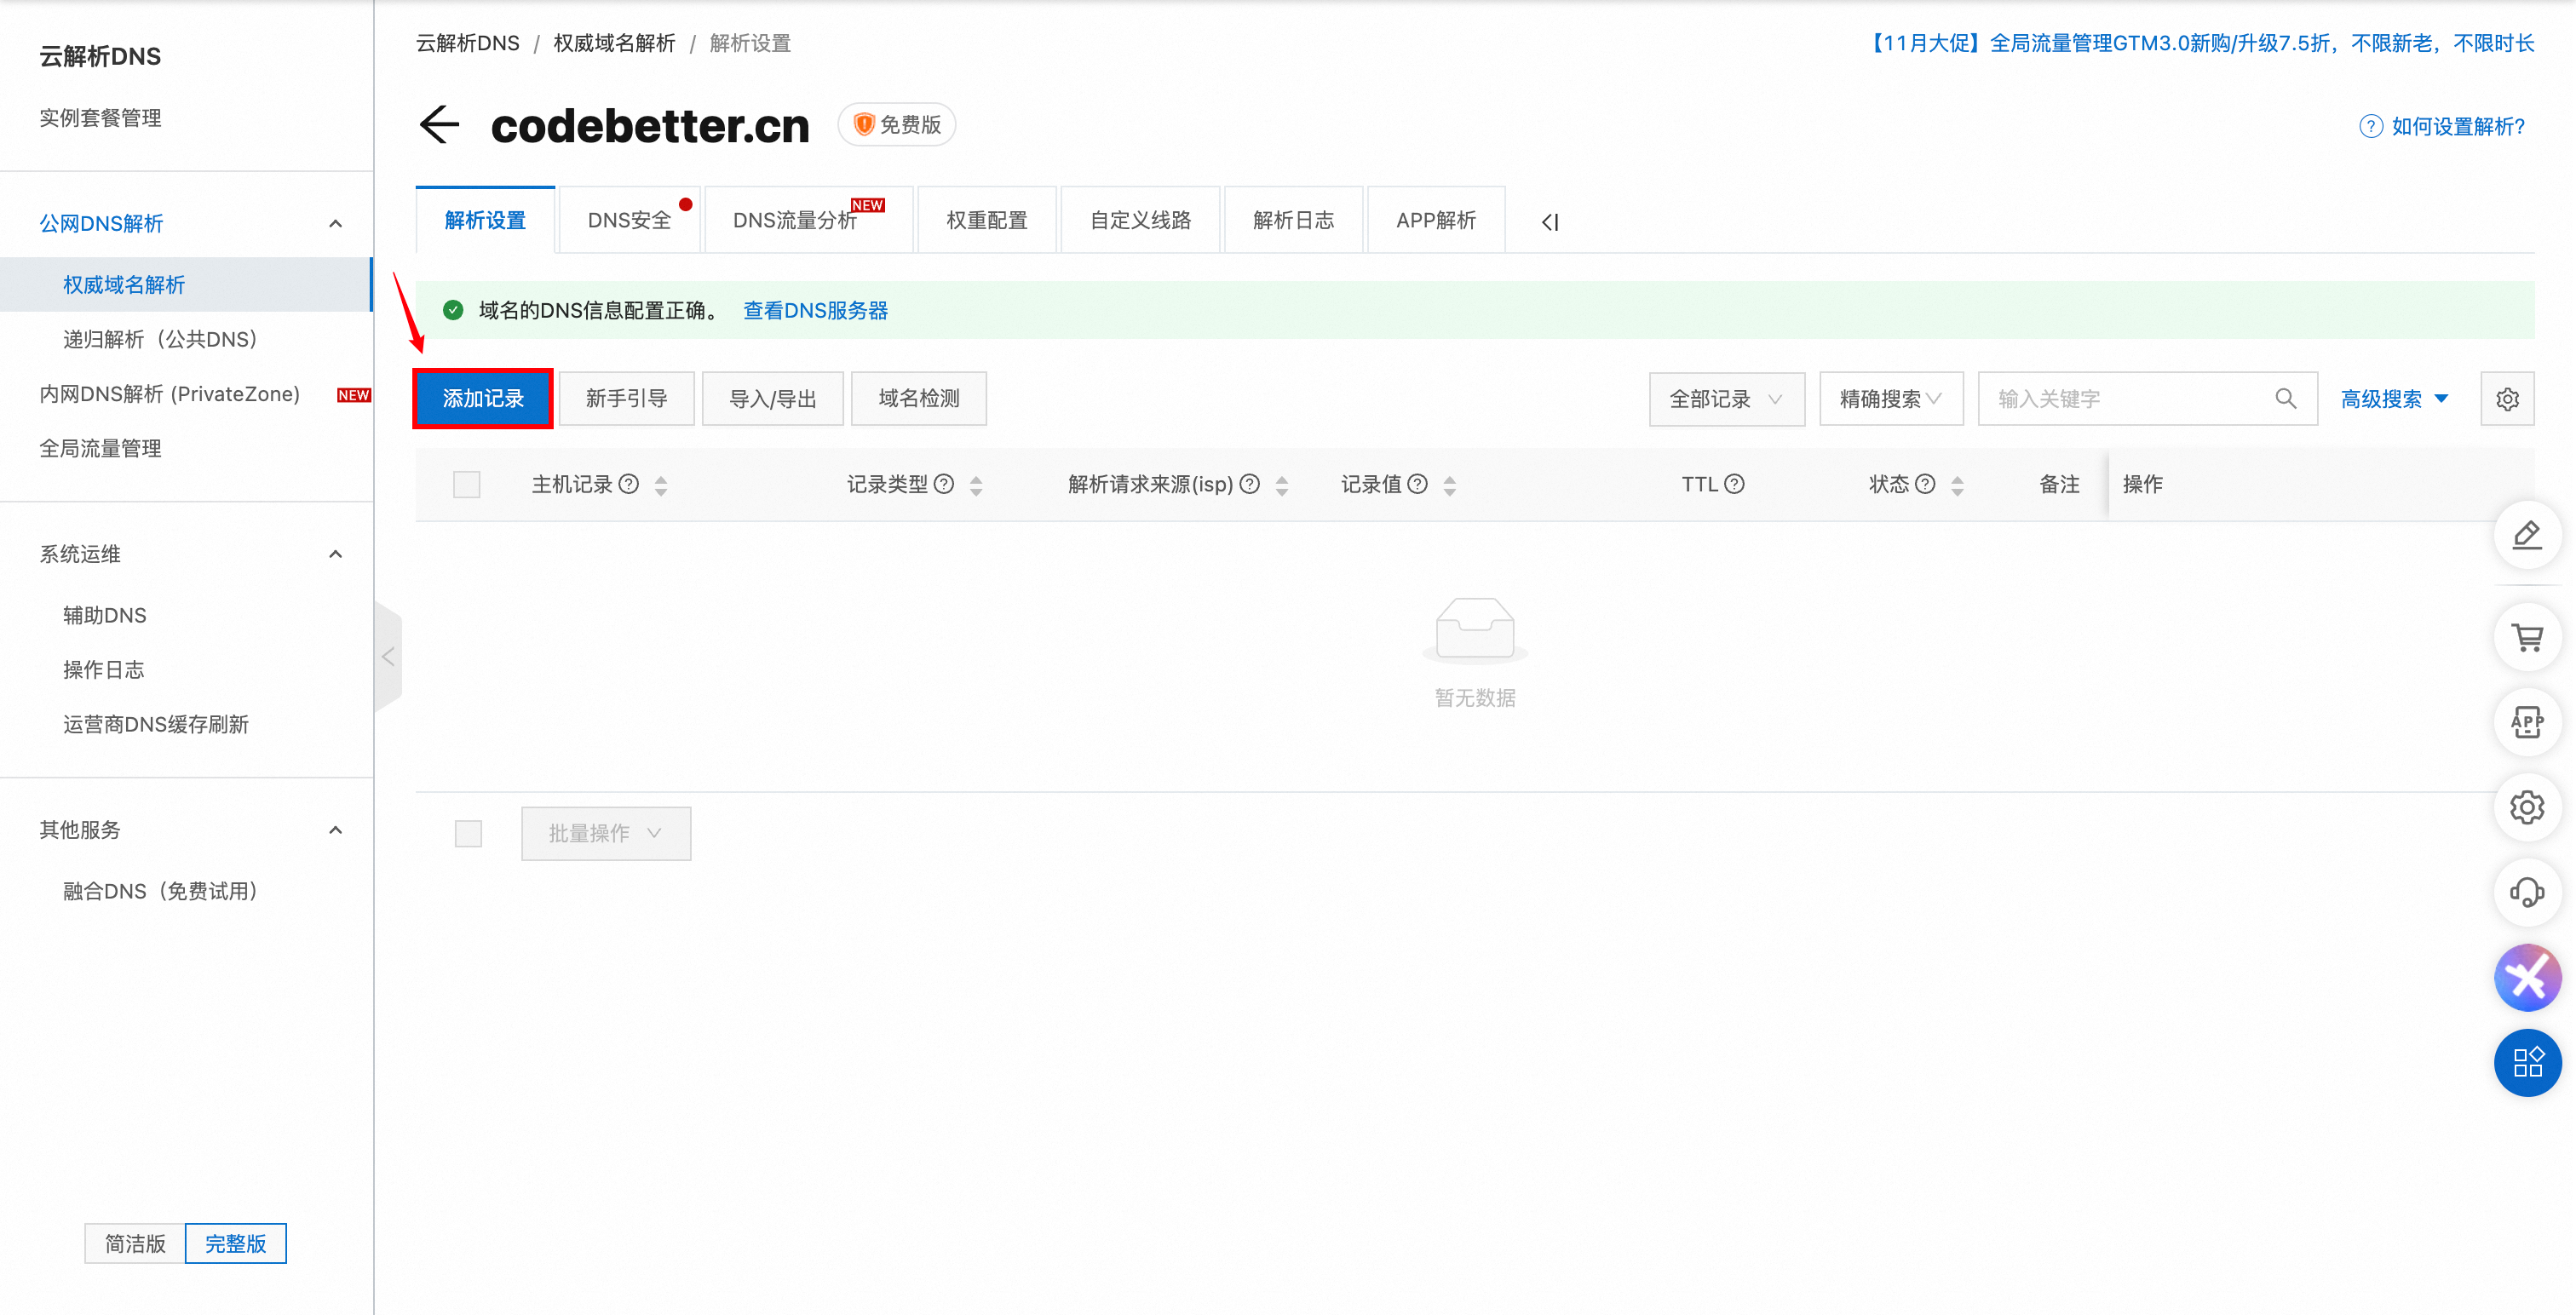 云解析DNS
实例套餐管理
公网DNS解析
权威域名解析
递归解析（公共DNS）
内网DNS解析 (PrivateZone) NEW
全局流量管理
系统运维
辅助DNS
操作日志
运营商DNS缓存刷新
其他服务
融合DNS（免费试用）
简洁版 完整版
云解析DNS / 权威域名解析 / 解析设置
【11月大促】全局流量管理GTM3.0新购/升级7.5折，不限新老，不限时长
codebetter.cn 免费版
如何设置解析?
解析设置 DNS安全 DNS流量分析 NEW 权重配置 自定义线路 解析日志 APP解析
域名的DNS信息配置正确。 查看DNS服务器
添加记录 新手引导 导入/导出 域名检测 全部记录 精确搜索 输入关键字 高级搜索
主机记录 记录类型 解析请求来源(isp) 记录值 TTL 状态 备注 操作
暂无数据
批量操作
APP